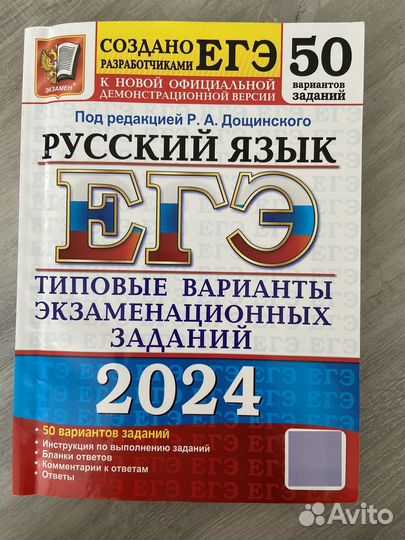 СОЗДАНО
РАЗРАБОТЧИКАМИ ЕГЭ
50
вариантов
заданий
ЭКЗАМЕН
К НОВОЙ ОФИЦИАЛЬНОЙ
ДЕМОНСТРАЦИОННОЙ ВЕРСИИ
Под редакцией Р. А. Дощинского
РУССКИЙ ЯЗЫК
ЕГЭ
ТИПОВЫЕ ВАРИАНТЫ
ЭКЗАМЕНАЦИОННЫХ
ЗАДАНИЙ
2024
• 50 вариантов заданий
• Инструкция по выполнению заданий
• Бланки ответов
• Комментарии к ответам
• Ответы
Avito